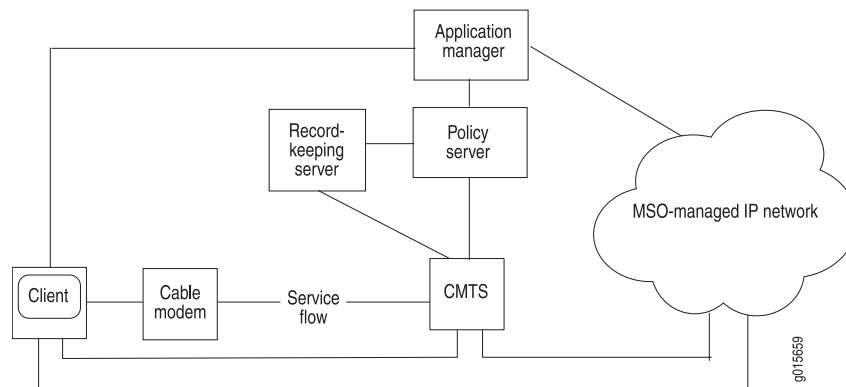 Application
manager
Record-
keeping
server
Policy
server
MSO-managed IP network
Client
Cable
modem
Service
flow
CMTS
g015659